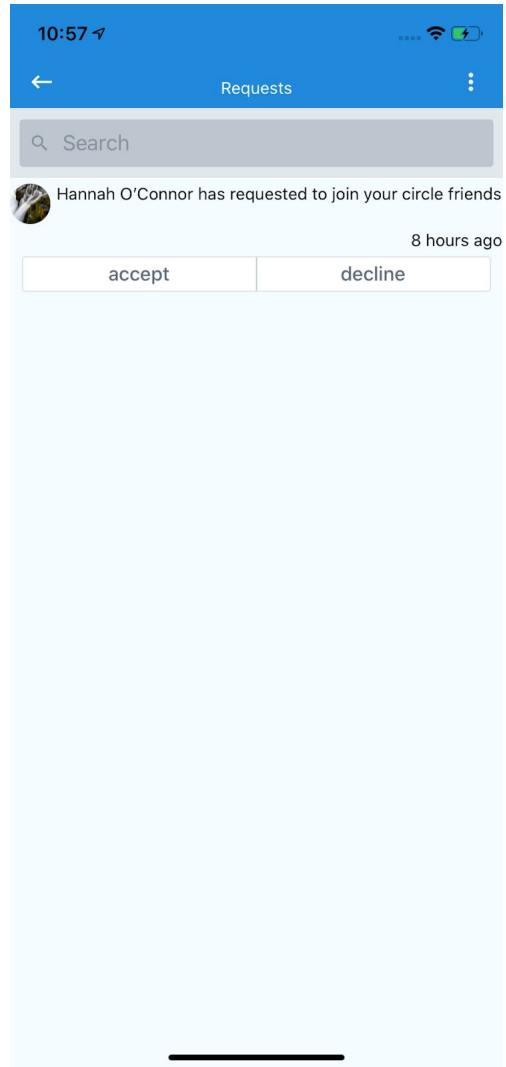 10:57
Requests
Search
Hannah O'Connor has requested to join your circle friends
8 hours ago
accept decline